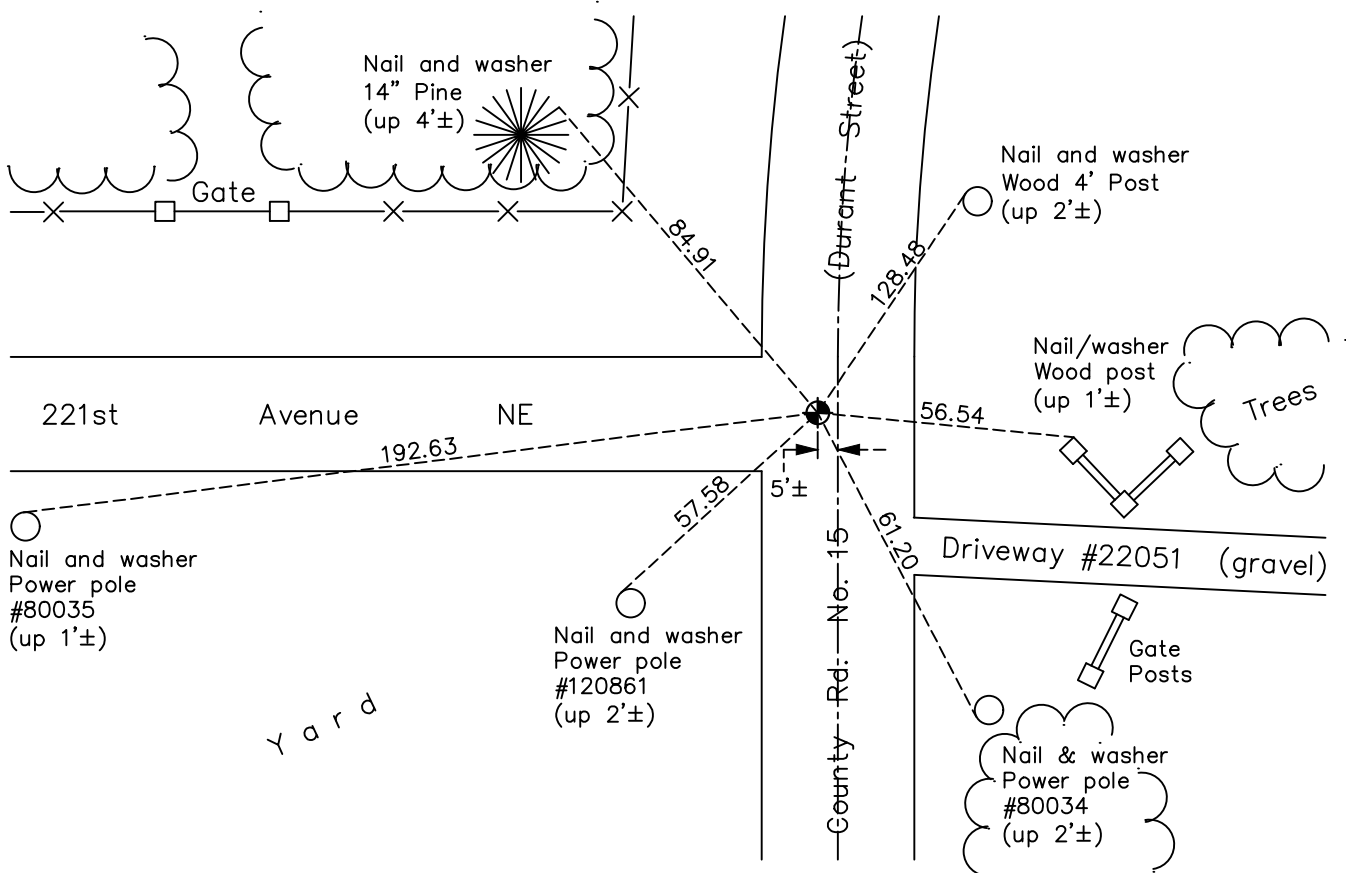 Nail and washer
14" Pine
(up 4'±)
Gate
(Durant Street)
Nail and washer
Wood 4' Post
(up 2'±)
84.91
128.48
Nail/washer
Wood post
(up 1'±)
Trees
221st Avenue NE
56.54
192.63
57.58
5'±
61.20
Driveway #22051 (gravel)
Nail and washer
Power pole
#80035
(up 1'±)
Nail and washer
Power pole
#120861
(up 2'±)
County Rd. No. 15
Gate
Posts
Yard
Nail & washer
Power pole
#80034
(up 2'±)